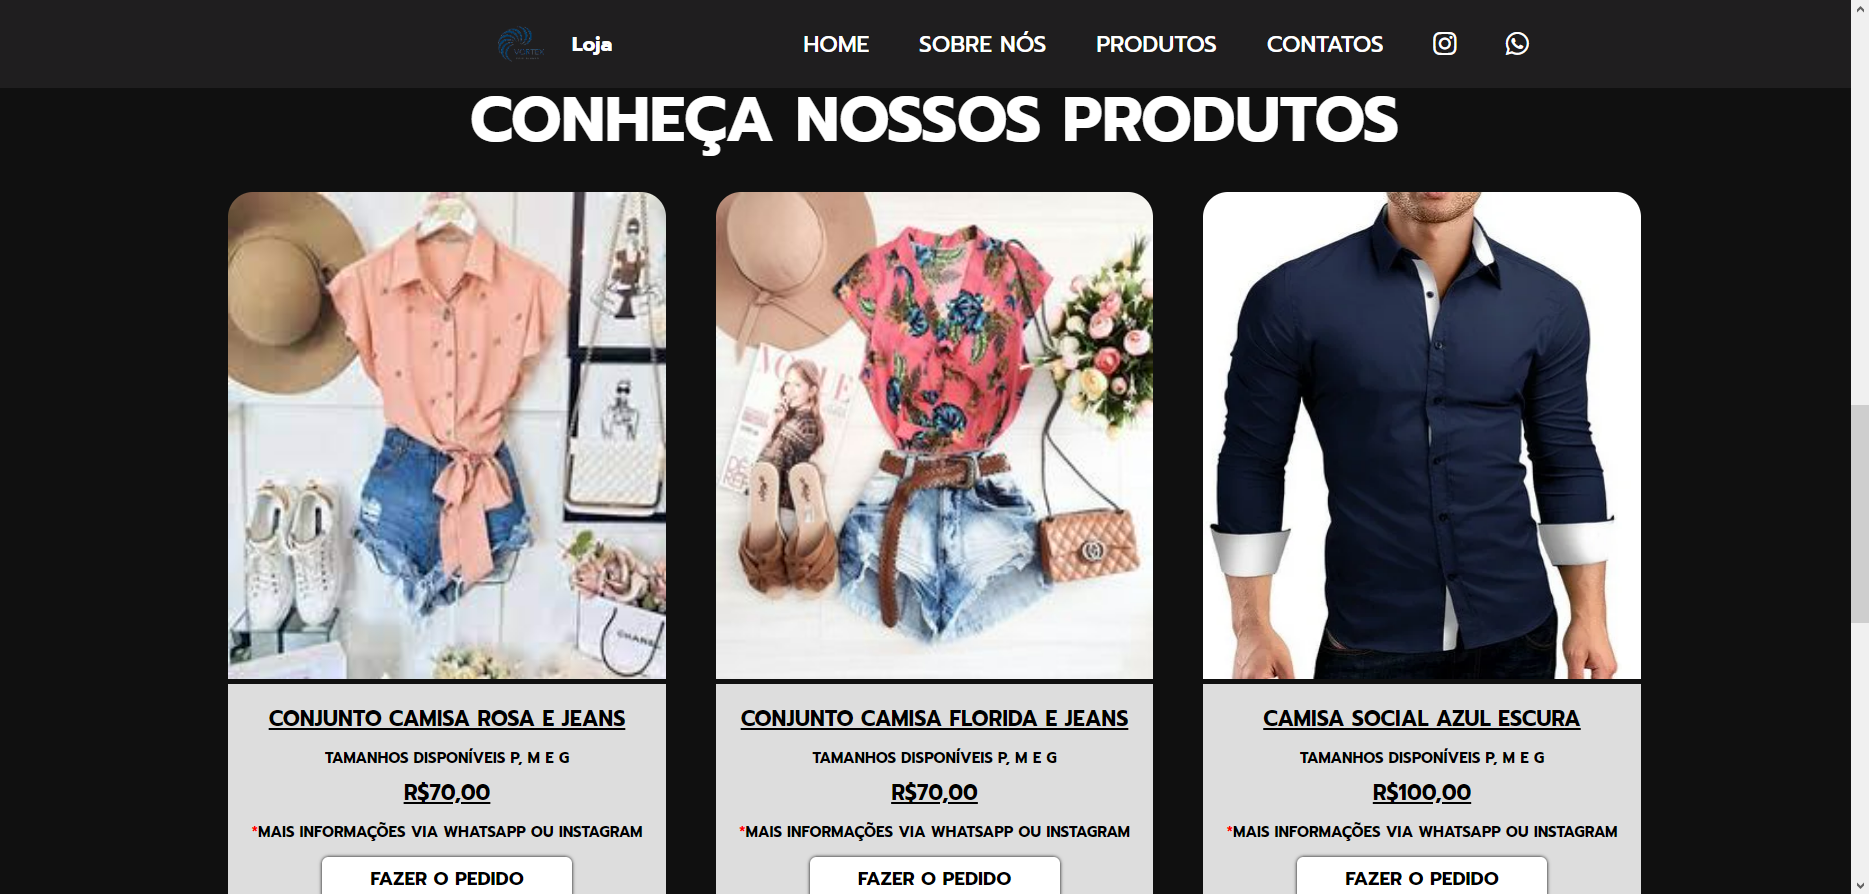 VORTEX
Loja
HOME SOBRE NÓS PRODUTOS CONTATOS
CONHEÇA NOSSOS PRODUTOS
VOGUE
CHANEL
CONJUNTO CAMISA ROSA E JEANS
TAMANHOS DISPONÍVEIS P, M E G
R$70,00
*MAIS INFORMAÇÕES VIA WHATSAPP OU INSTAGRAM
FAZER O PEDIDO
CONJUNTO CAMISA FLORIDA E JEANS
TAMANHOS DISPONÍVEIS P, M E G
R$70,00
*MAIS INFORMAÇÕES VIA WHATSAPP OU INSTAGRAM
FAZER O PEDIDO
CAMISA SOCIAL AZUL ESCURA
TAMANHOS DISPONÍVEIS P, M E G
R$100,00
*MAIS INFORMAÇÕES VIA WHATSAPP OU INSTAGRAM
FAZER O PEDIDO